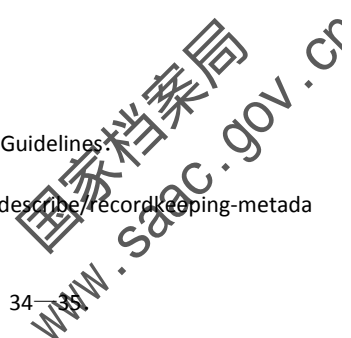 Guidelines.
describe/recordkeeping-metada
34—35.
国家档案局
www.saac.gov.cn